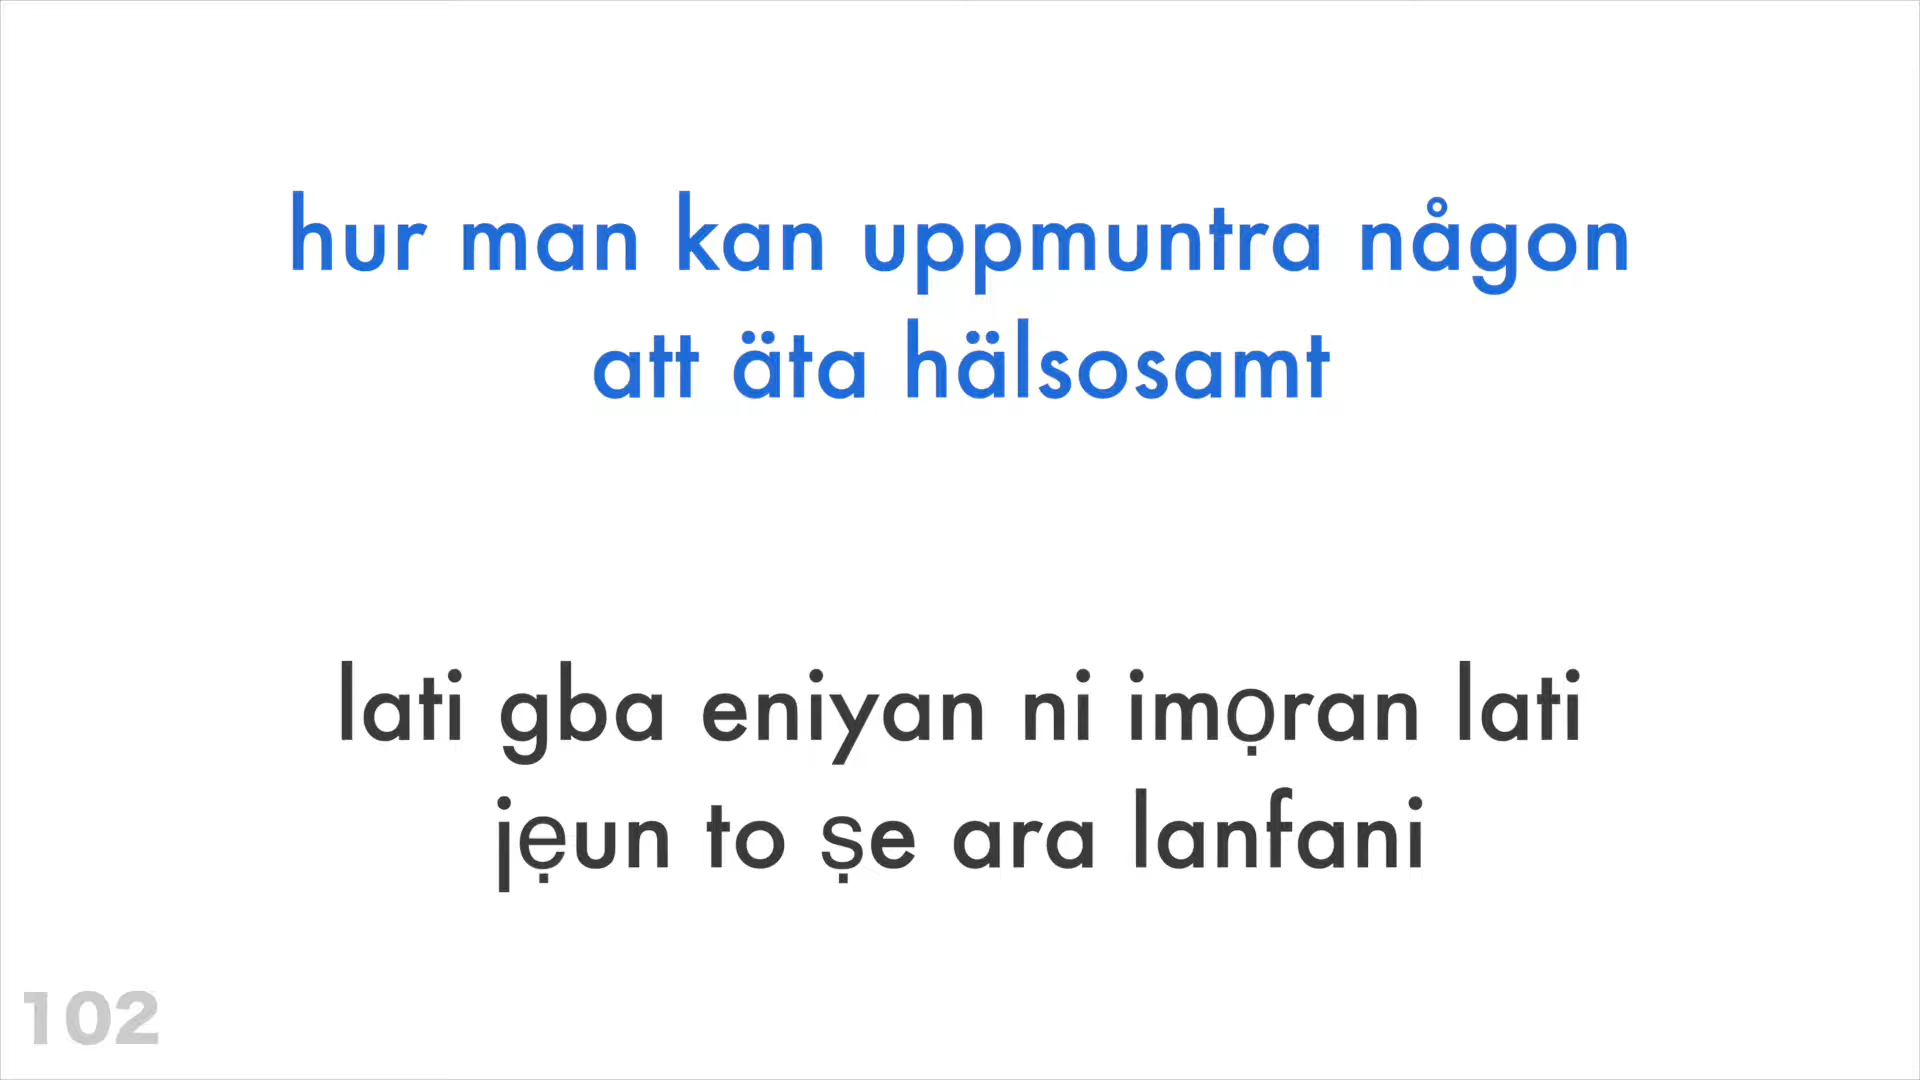 hur man kan uppmuntra någon
att äta hälsosamt
lati gba eniyan ni imọran lati
jẹun to ṣe ara lanfani
102